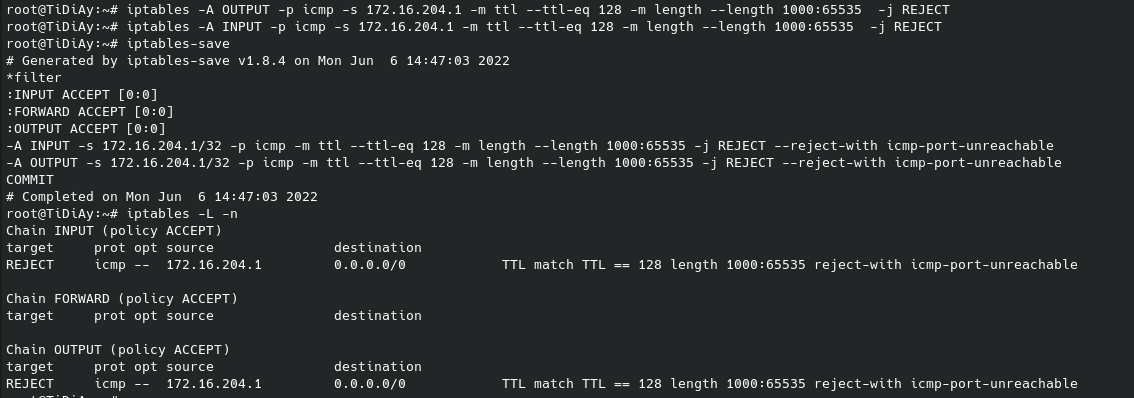 root@TiDiAy:~# iptables -A OUTPUT -p icmp -s 172.16.204.1 -m ttl --ttl-eq 128 -m length --length 1000:65535  -j REJECT
root@TiDiAy:~# iptables -A INPUT -p icmp -s 172.16.204.1 -m ttl --ttl-eq 128 -m length --length 1000:65535  -j REJECT
root@TiDiAy:~# iptables-save
# Generated by iptables-save v1.8.4 on Mon Jun  6 14:47:03 2022
*filter
:INPUT ACCEPT [0:0]
:FORWARD ACCEPT [0:0]
:OUTPUT ACCEPT [0:0]
-A INPUT -s 172.16.204.1/32 -p icmp -m ttl --ttl-eq 128 -m length --length 1000:65535 -j REJECT --reject-with icmp-port-unreachable
-A OUTPUT -s 172.16.204.1/32 -p icmp -m ttl --ttl-eq 128 -m length --length 1000:65535 -j REJECT --reject-with icmp-port-unreachable
COMMIT
# Completed on Mon Jun  6 14:47:03 2022
root@TiDiAy:~# iptables -L -n
Chain INPUT (policy ACCEPT)
target     prot opt source               destination
REJECT     icmp --  172.16.204.1         0.0.0.0/0            TTL match TTL == 128 length 1000:65535 reject-with icmp-port-unreachable

Chain FORWARD (policy ACCEPT)
target     prot opt source               destination

Chain OUTPUT (policy ACCEPT)
target     prot opt source               destination
REJECT     icmp --  172.16.204.1         0.0.0.0/0            TTL match TTL == 128 length 1000:65535 reject-with icmp-port-unreachable